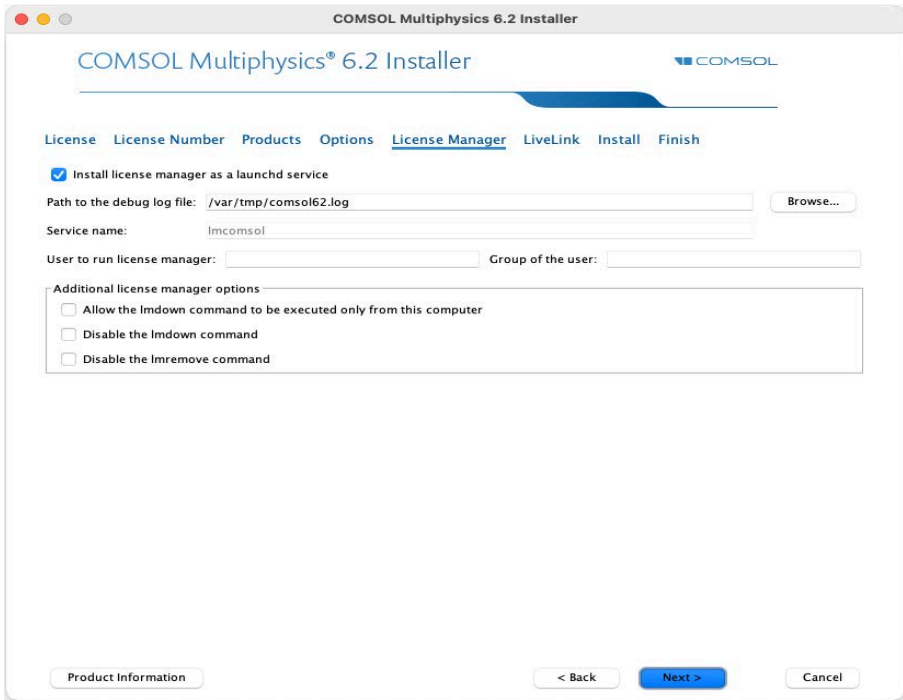 COMSOL Multiphysics 6.2 Installer
COMSOL Multiphysics® 6.2 Installer
COMSOL
License License Number Products Options License Manager LiveLink Install Finish
Install license manager as a launchd service
Path to the debug log file: /var/tmp/comsol62.log Browse...
Service name: lmcomsol
User to run license manager: Group of the user:
Additional license manager options
Allow the lmdown command to be executed only from this computer
Disable the lmdown command
Disable the lmremove command
Product Information < Back Next > Cancel